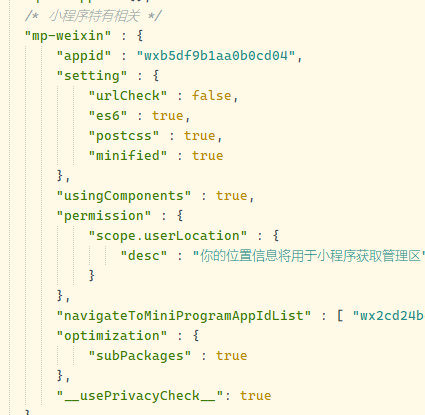 /* 小程序特有相关 */
"mp-weixin" : {
"appid" : "wxb5df9b1aa0b0cd04",
"setting" : {
"urlCheck" : false,
"es6" : true,
"postcss" : true,
"minified" : true
},
"usingComponents" : true,
"permission" : {
"scope.userLocation" : {
"desc" : "你的位置信息将用于小程序获取管理区"
}
},
"navigateToMiniProgramAppIdList" : [ "wx2cd24b
"optimization" : {
"subPackages" : true
},
"__usePrivacyCheck__": true